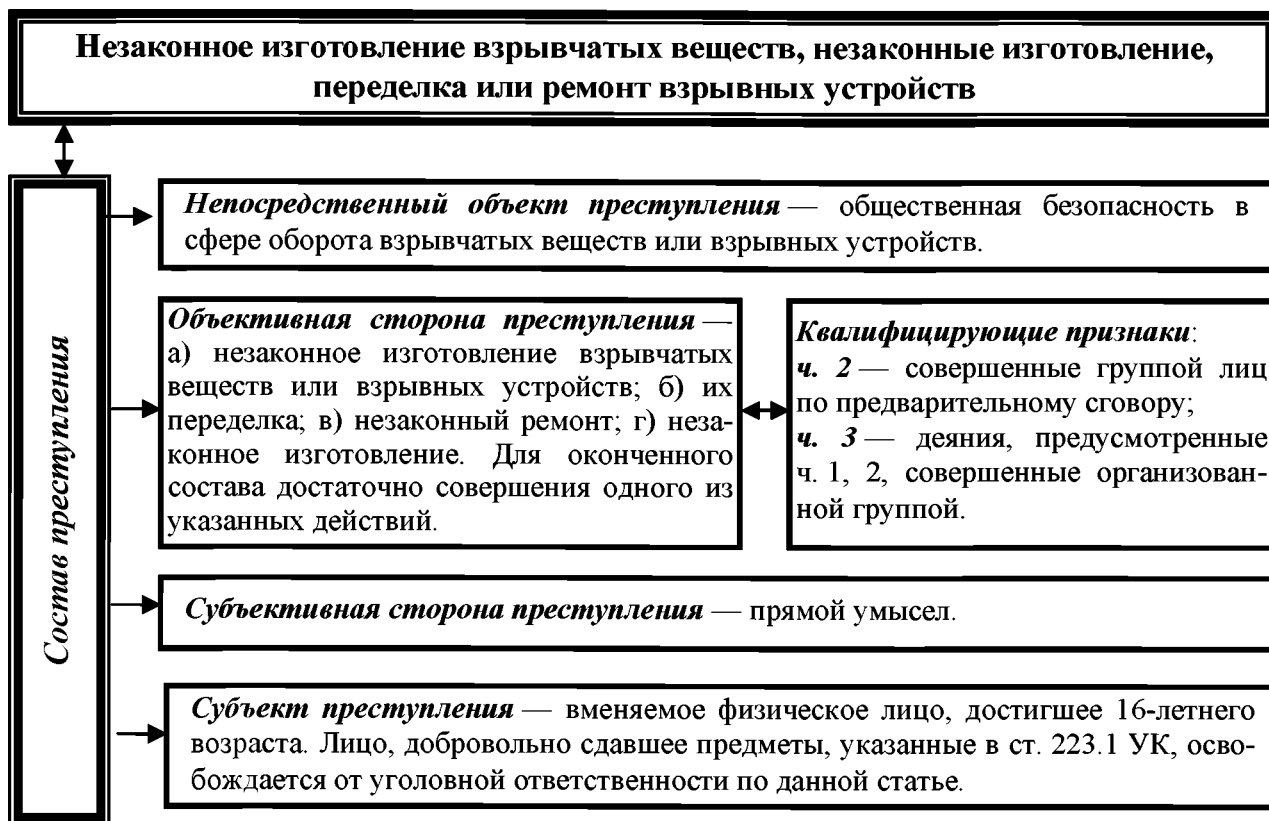 Незаконное изготовление взрывчатых веществ, незаконные изготовление,
переделка или ремонт взрывных устройств
Состав преступления
Непосредственный объект преступления — общественная безопасность в
сфере оборота взрывчатых веществ или взрывных устройств.
Объективная сторона преступления —
а) незаконное изготовление взрывчатых
веществ или взрывных устройств; б) их
переделка; в) незаконный ремонт; г) неза-
конное изготовление. Для оконченного
состава достаточно совершения одного из
указанных действий.
Квалифицирующие признаки:
ч. 2 — совершенные группой лиц
по предварительному сговору;
ч. 3 — деяния, предусмотренные
ч. 1, 2, совершенные организован-
ной группой.
Субъективная сторона преступления — прямой умысел.
Субъект преступления — вменяемое физическое лицо, достигшее 16-летнего
возраста. Лицо, добровольно сдавшее предметы, указанные в ст. 223.1 УК, осво-
бождается от уголовной ответственности по данной статье.